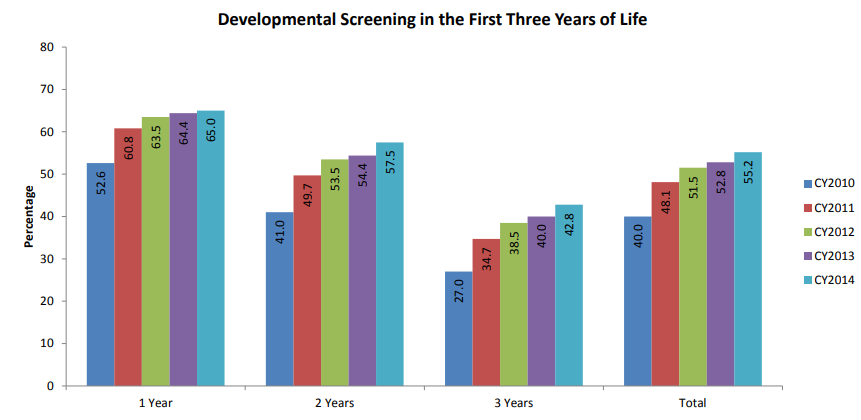 Developmental Screening in the First Three Years of Life
80
70
60
50
40
30
20
10
0
Percentage
52.6
60.8
63.5
64.4
65.0
41.0
49.7
53.5
54.4
57.5
27.0
34.7
38.5
40.0
42.8
40.0
48.1
51.5
52.8
55.2
1 Year
2 Years
3 Years
Total
CY2010
CY2011
CY2012
CY2013
CY2014